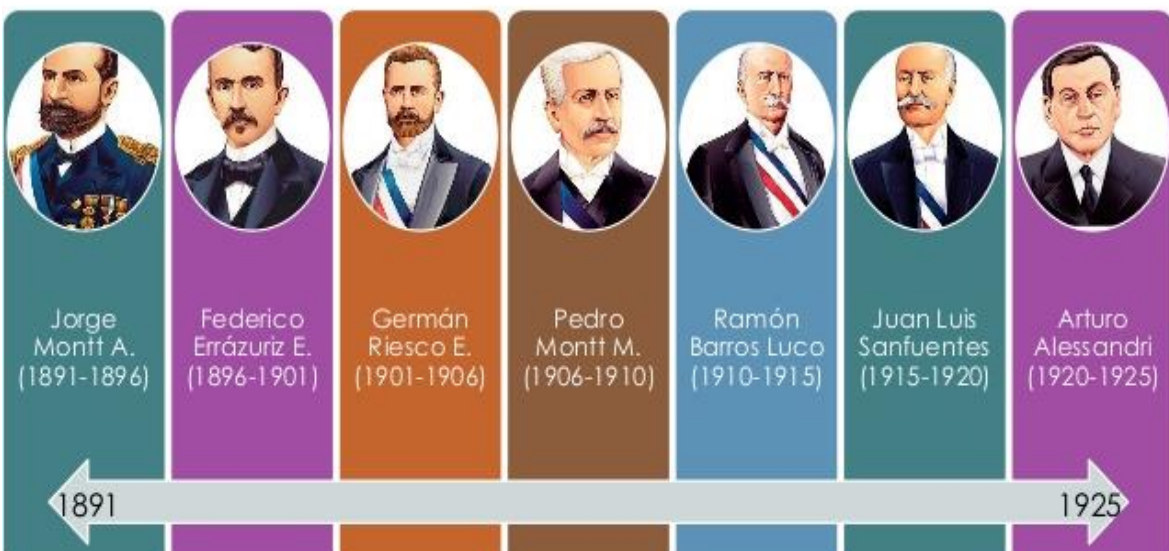 Jorge
Montt A.
(1891-1896)
Federico
Errázuriz E.
(1896-1901)
Germán
Riesco E.
(1901-1906)
Pedro
Montt M.
(1906-1910)
Ramón
Barros Luco
(1910-1915)
Juan Luis
Sanfuentes
(1915-1920)
Arturo
Alessandri
(1920-1925)
1891
1925